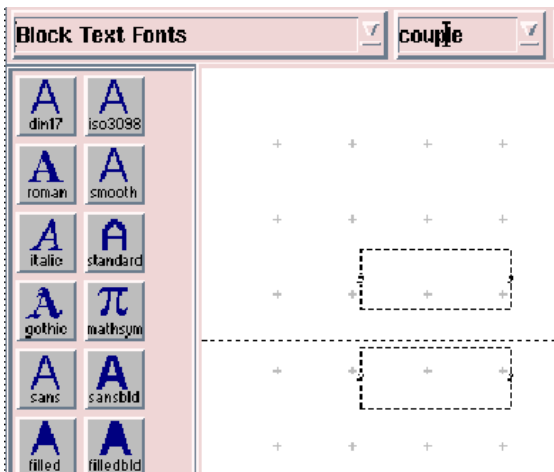 Block Text Fonts couple
A A
din17 iso3098
A A
roman smooth
A A
italic standard
A π
gothic mathsym
A A
sans sansbld
A A
filled filledbld